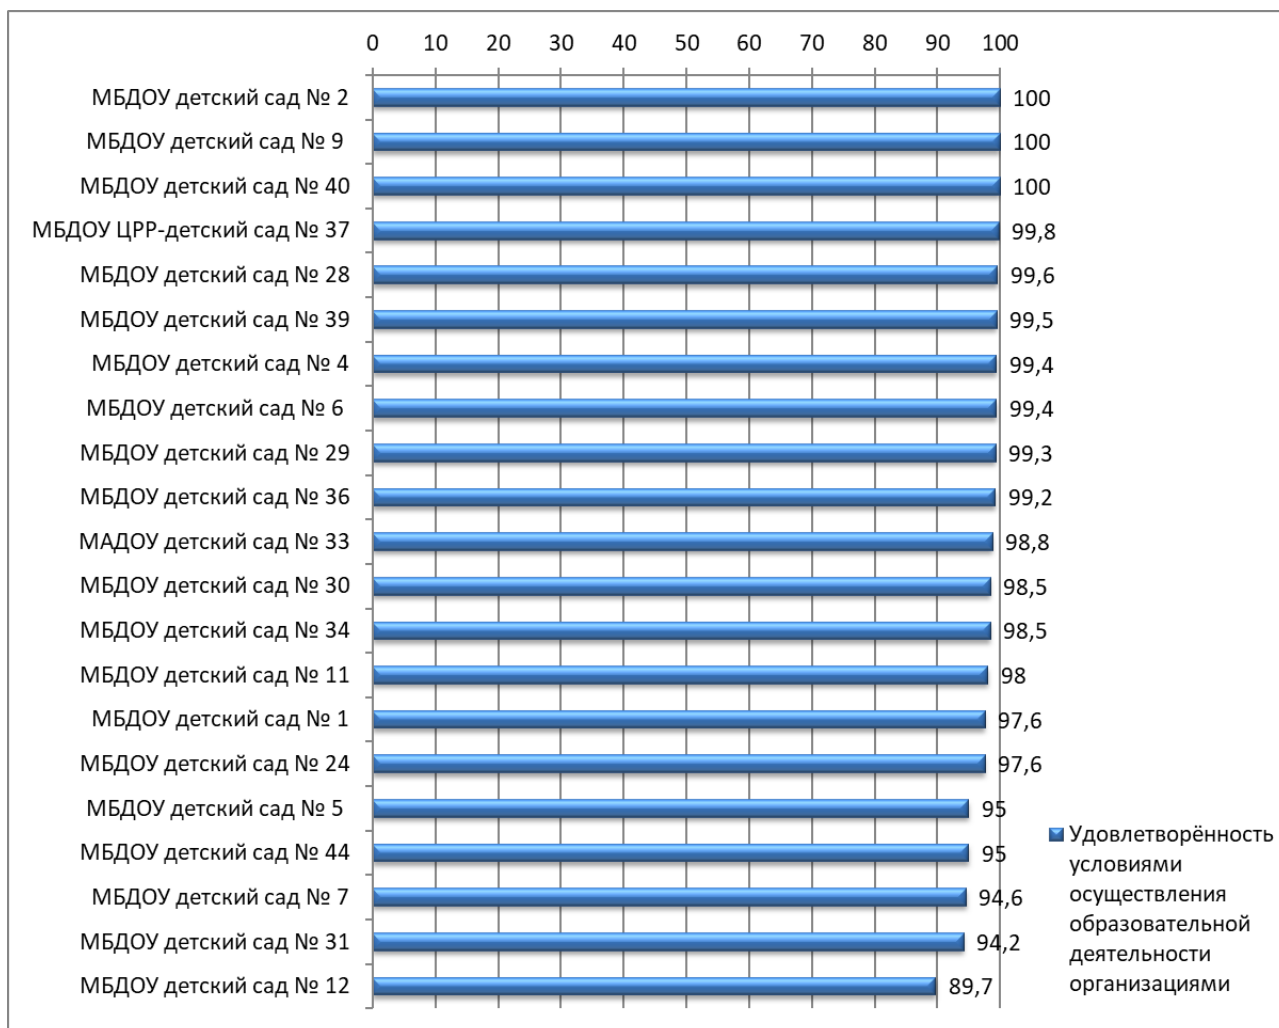 0 10 20 30 40 50 60 70 80 90 100
МБДОУ детский сад № 2 100
МБДОУ детский сад № 9 100
МБДОУ детский сад № 40 100
МБДОУ ЦРР-детский сад № 37 99,8
МБДОУ детский сад № 28 99,6
МБДОУ детский сад № 39 99,5
МБДОУ детский сад № 4 99,4
МБДОУ детский сад № 6 99,4
МБДОУ детский сад № 29 99,3
МБДОУ детский сад № 36 99,2
МАДОУ детский сад № 33 98,8
МБДОУ детский сад № 30 98,5
МБДОУ детский сад № 34 98,5
МБДОУ детский сад № 11 98
МБДОУ детский сад № 1 97,6
МБДОУ детский сад № 24 97,6
МБДОУ детский сад № 5 95
МБДОУ детский сад № 44 95
МБДОУ детский сад № 7 94,6
МБДОУ детский сад № 31 94,2
МБДОУ детский сад № 12 89,7
Удовлетворённость
условиями
осуществления
образовательной
деятельности
организациями